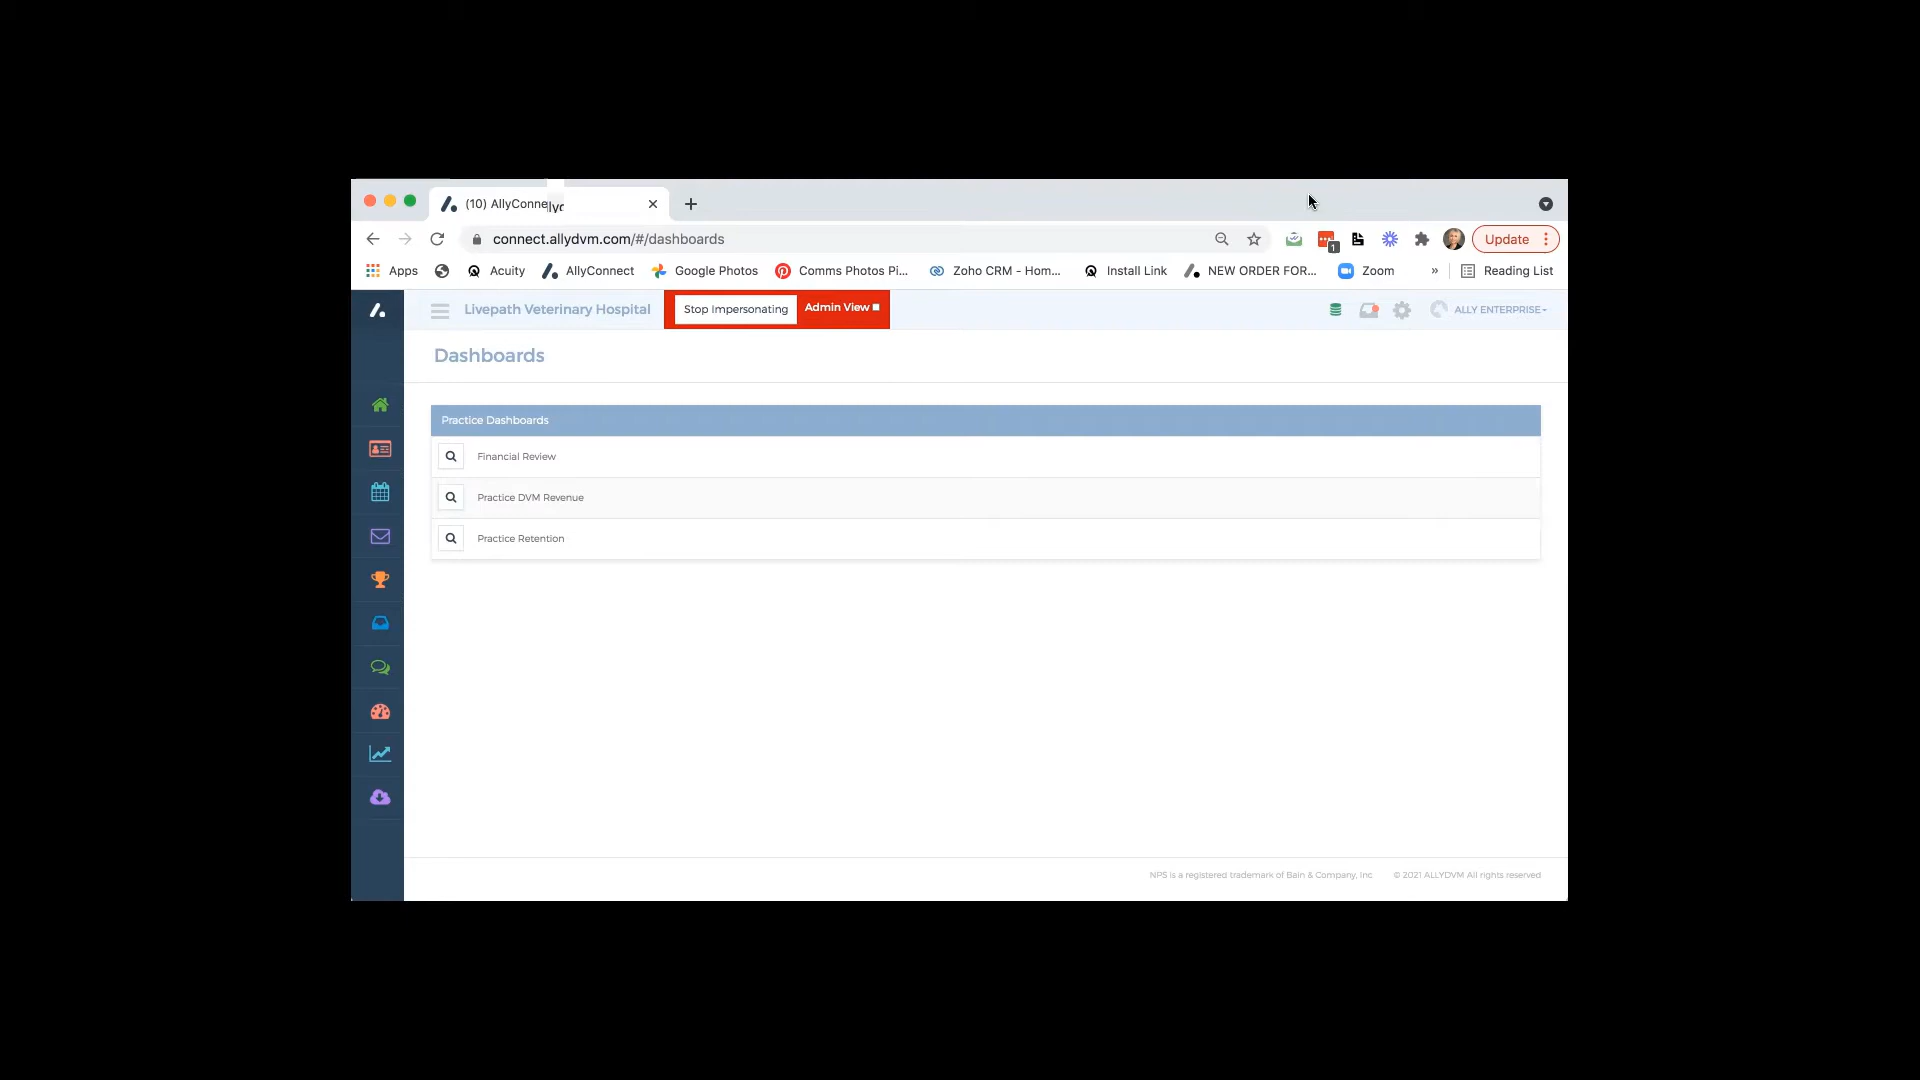 (10) AllyConne
connect.allydvm.com/#/dashboards
1
Update
Apps
Acuity
AllyConnect
Google Photos
Comms Photos Pi...
Zoho CRM - Hom...
Install Link
NEW ORDER FOR...
Zoom
»
Reading List
Livepath Veterinary Hospital
Stop Impersonating
Admin View
ALLY ENTERPRISE
Dashboards
Practice Dashboards
Financial Review
Practice DVM Revenue
Practice Retention
NPS is a registered trademark of Bain & Company, Inc
© 2021 ALLYDVM All rights reserved